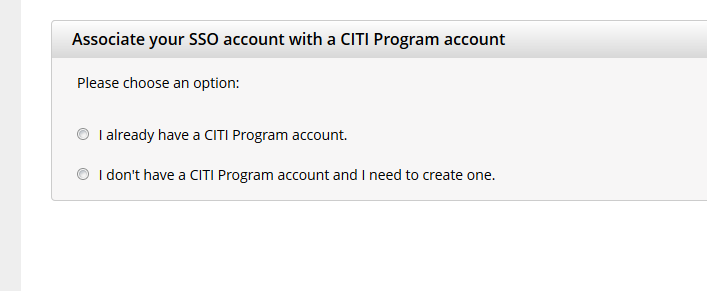 Associate your SSO account with a CITI Program account
Please choose an option:
I already have a CITI Program account.
I don't have a CITI Program account and I need to create one.